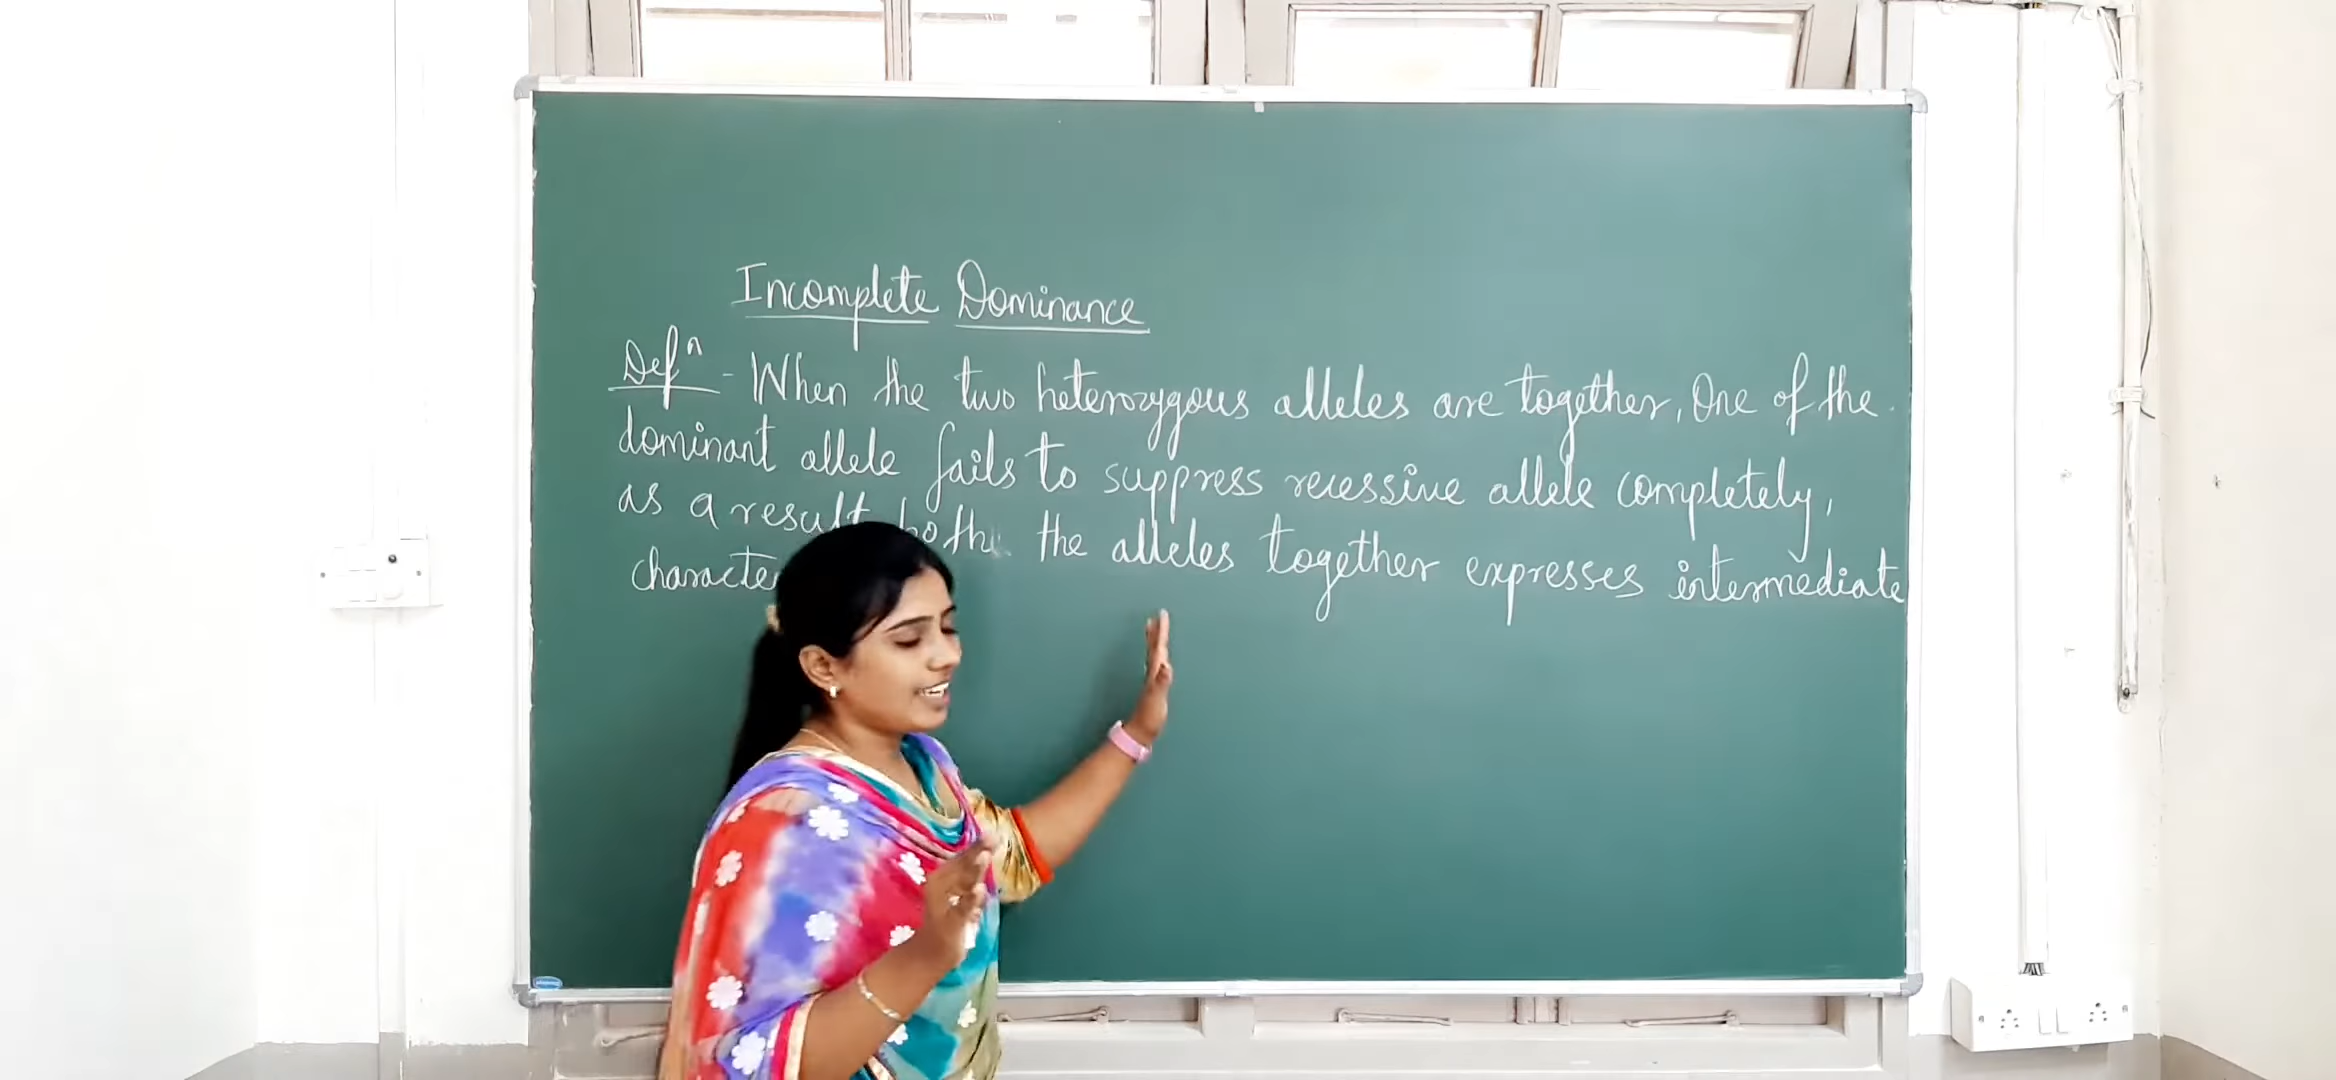 Incomplete Dominance
Defⁿ - When the two heterozygous alleles are together, One of the
dominant allele fails to suppress recessive allele completely,
as a result both the alleles together expresses intermediate